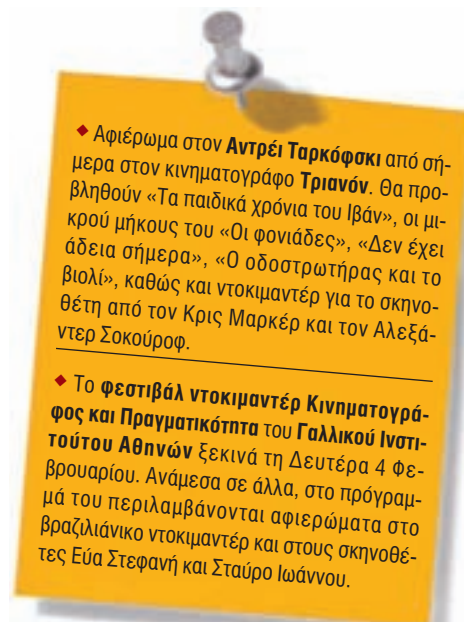 ◆ Αφιέρωμα στον Αντρέι Ταρκόφσκι από σή-
μερα στον κινηματογράφο Τριανόν. Θα προ-
βληθούν «Τα παιδικά χρόνια του Ιβάν», οι μι-
κρού μήκους του «Οι φονιάδες», «Δεν έχει
άδεια σήμερα», «Ο οδοστρωτήρας και το
βιολί», καθώς και ντοκιμαντέρ για το σκηνο-
θέτη από τον Κρις Μαρκέρ και τον Αλεξά-
ντερ Σοκούροφ.
◆ Το φεστιβάλ ντοκιμαντέρ Κινηματογρά-
φος και Πραγματικότητα του Γαλλικού Ινστι-
τούτου Αθηνών ξεκινά τη Δευτέρα 4 Φε-
βρουαρίου. Ανάμεσα σε άλλα, στο πρόγραμ-
μά του περιλαμβάνονται αφιερώματα στο
βραζιλιάνικο ντοκιμαντέρ και στους σκηνοθέ-
τες Εύα Στεφανή και Σταύρο Ιωάννου.